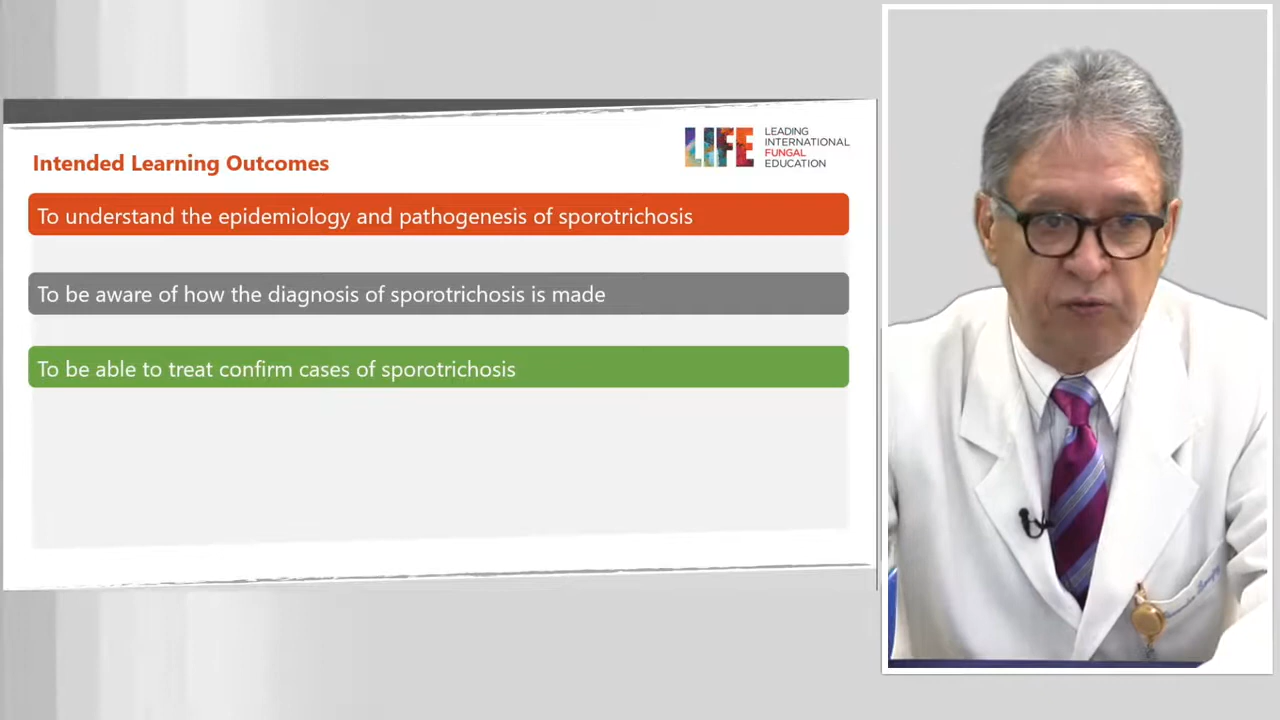 LIFE
LEADING
INTERNATIONAL
FUNGAL
EDUCATION
Intended Learning Outcomes
To understand the epidemiology and pathogenesis of sporotrichosis
To be aware of how the diagnosis of sporotrichosis is made
To be able to treat confirm cases of sporotrichosis